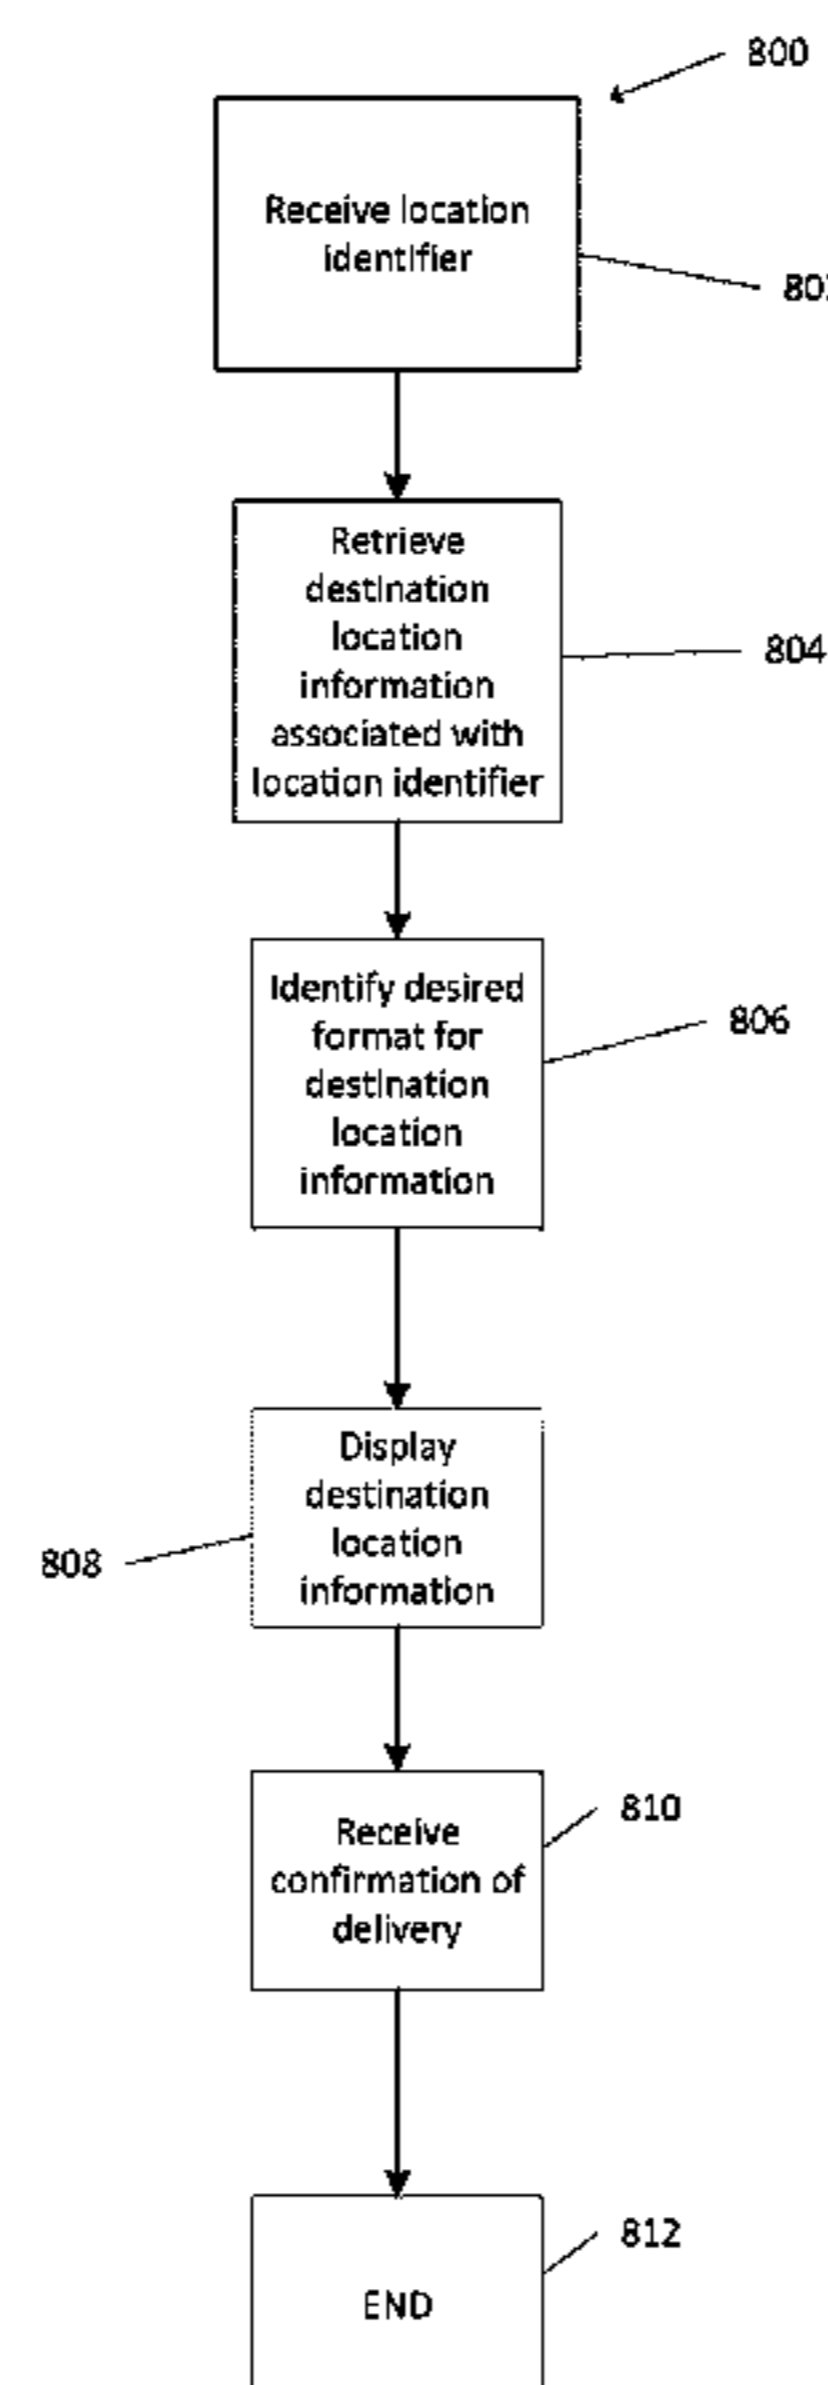 800
Receive location
identifier
Retrieve
destination
location
information
associated with
location identifier
804
Identify desired
format for
destination
location
information
806
Display
destination
location
information
808
Receive
confirmation of
delivery
810
END
812